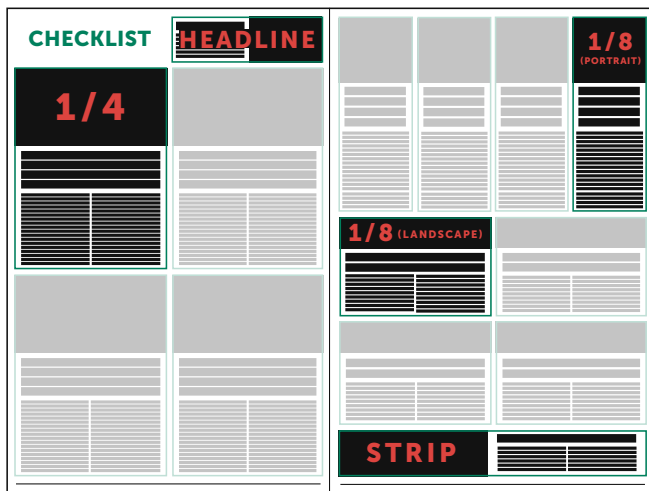 CHECKLIST
HEADLINE
1/4
1/8
(PORTRAIT)
1/8 (LANDSCAPE)
STRIP